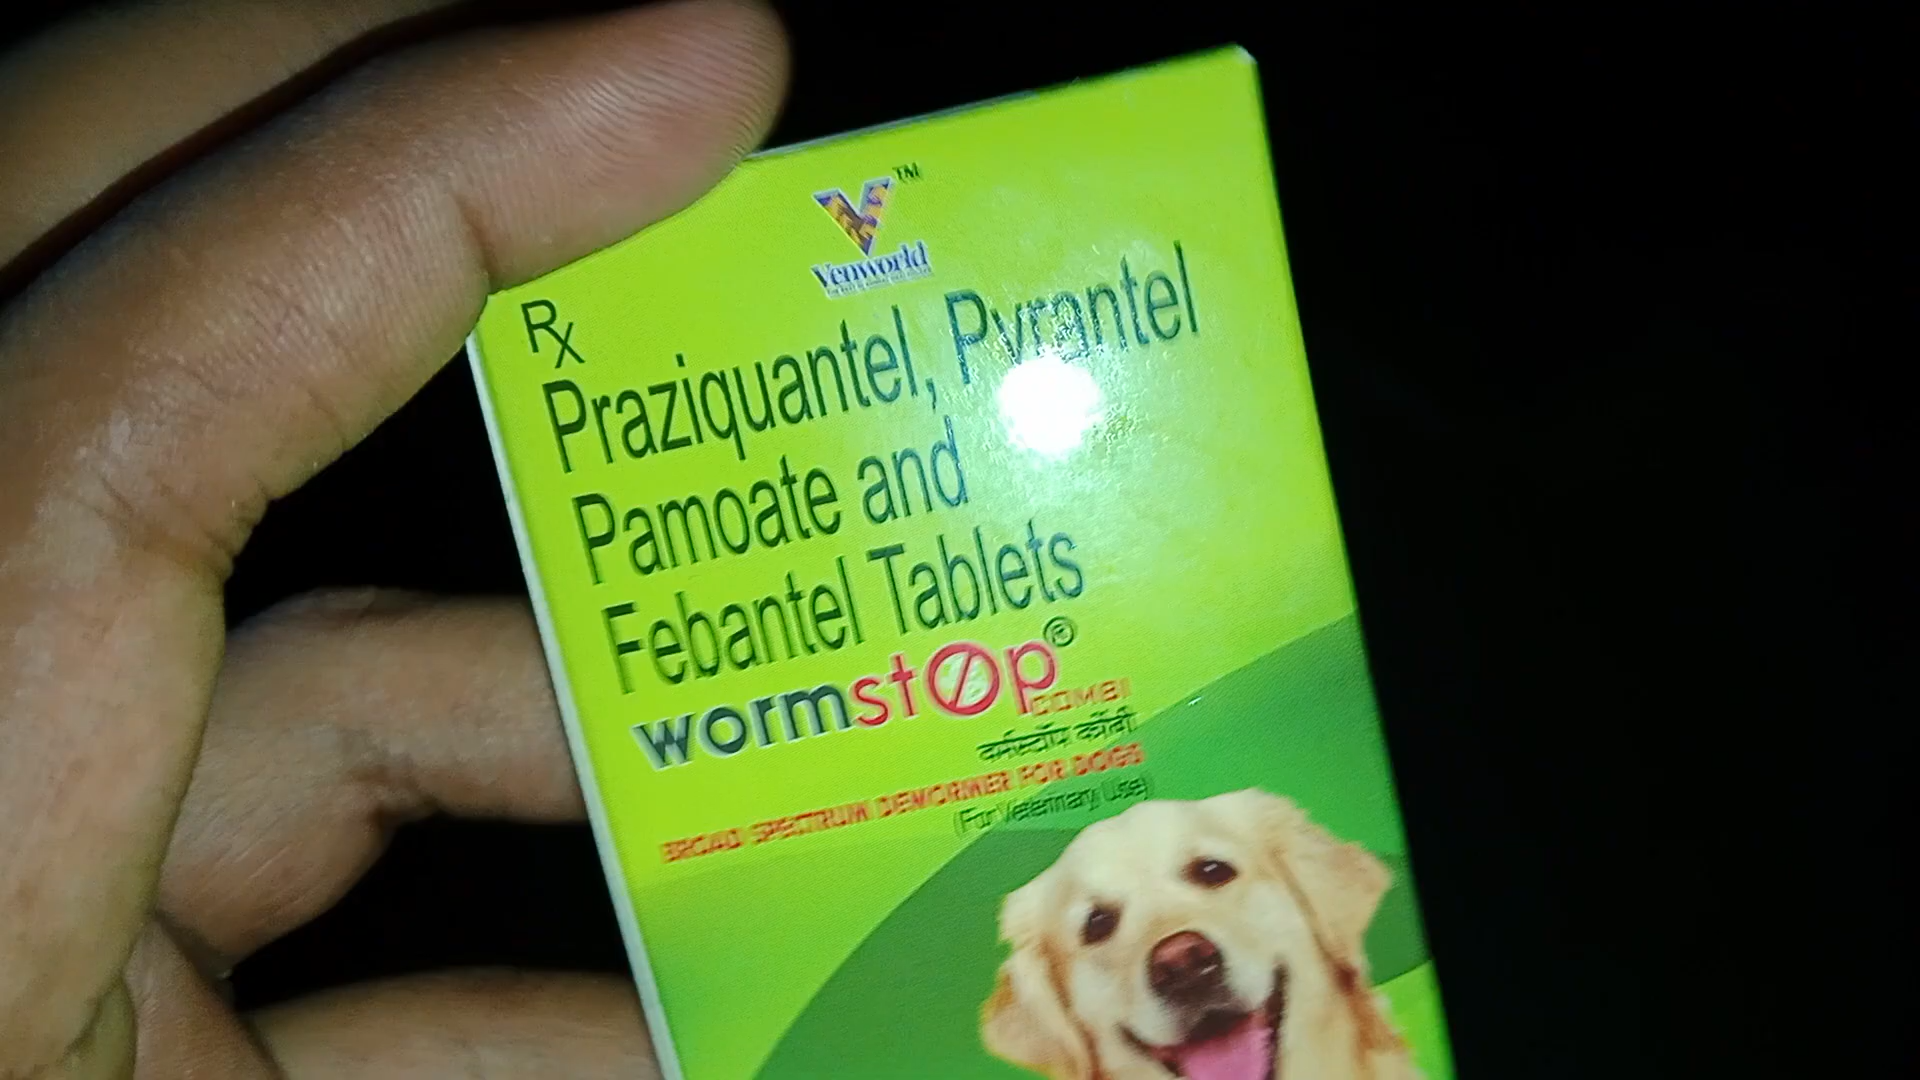 TM
Venworld
Rx
Praziquantel, Pyrantel
Pamoate and
Febantel Tablets
wormstop®
COMBI
वर्मस्टॉप कॉंबी
BROAD SPECTRUM DEWORMER FOR DOGS
(For Veterinary Use)